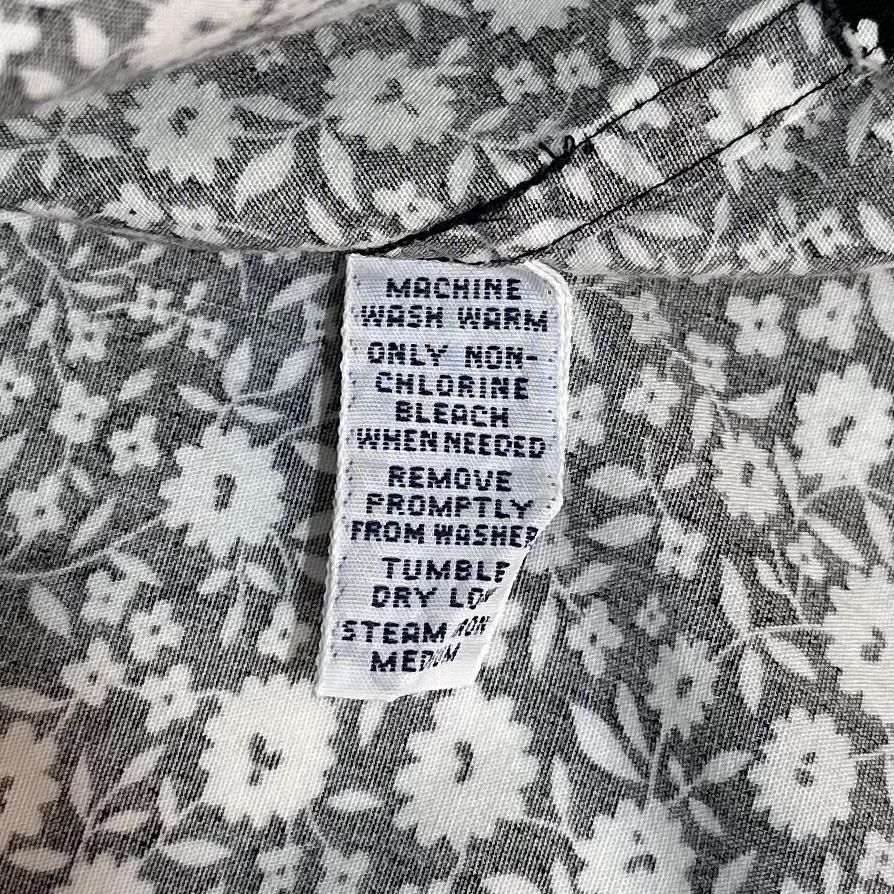 MACHINE
WASH WARM
ONLY NON-
CHLORINE
BLEACH
WHEN NEEDED
REMOVE
PROMPTLY
FROM WASHER
TUMBLE
DRY LOW
STEAM IRON
MEDIUM